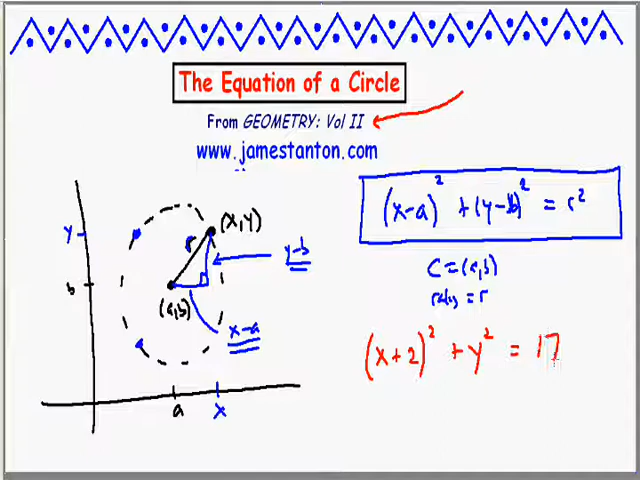 The Equation of a Circle
From GEOMETRY: Vol II
www.jamestanton.com
(x-a)² + (y-b)² = r²
C = (a,b)
radius = r
(x+2)² + y² = 17
y
(x,y)
r
y-b
b
(a,b)
x-a
a
x